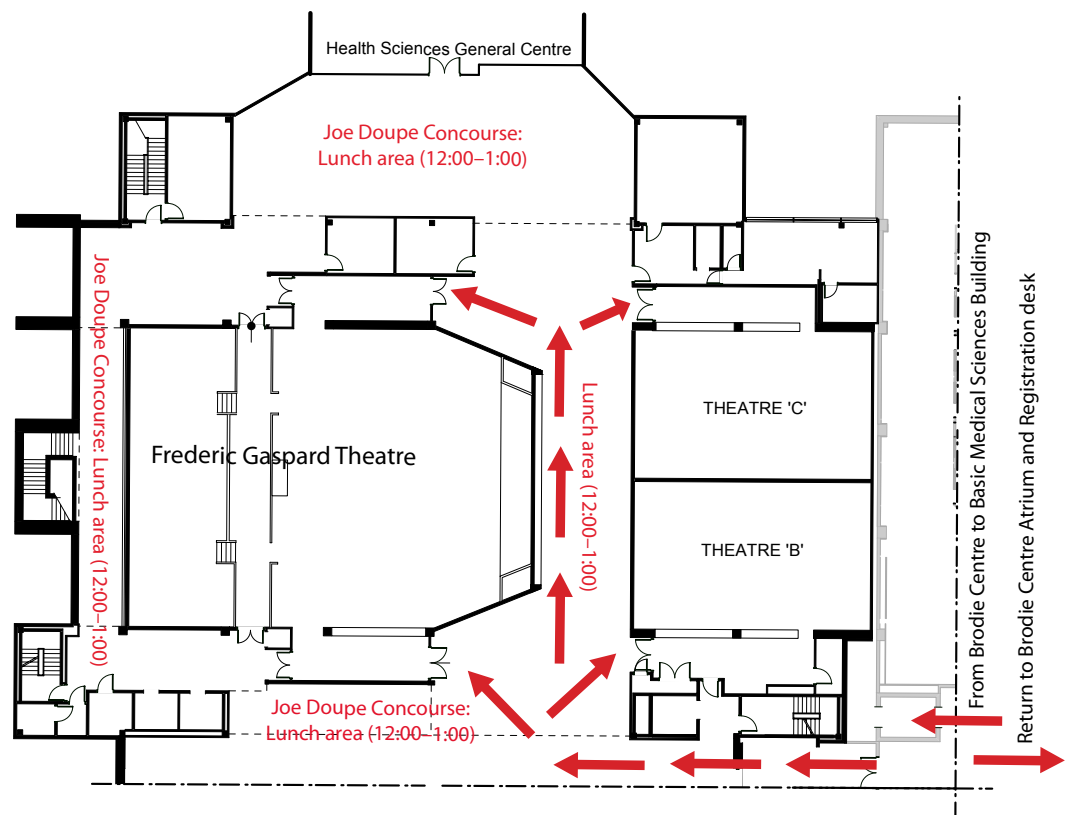 Health Sciences General Centre
Joe Doupe Concourse:
Lunch area (12:00–1:00)
Joe Doupe Concourse: Lunch area (12:00–1:00)
Frederic Gaspard Theatre
Lunch area (12:00–1:00)
THEATRE 'C'
THEATRE 'B'
Joe Doupe Concourse:
Lunch area (12:00–1:00)
From Brodie Centre to Basic Medical Sciences Building
Return to Brodie Centre Atrium and Registration desk